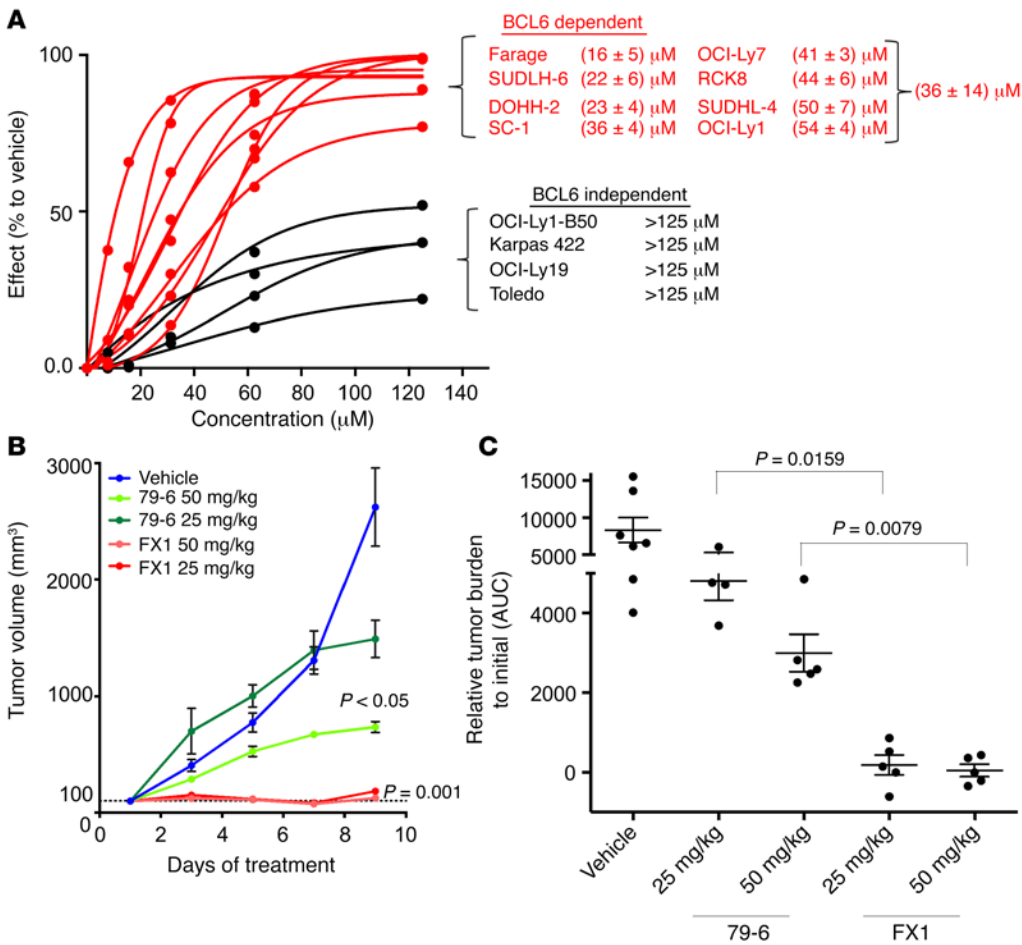 A
BCL6 dependent
Farage (16 ± 5) μM OCI-Ly7 (41 ± 3) μM
SUDLH-6 (22 ± 6) μM RCK8 (44 ± 6) μM
DOHH-2 (23 ± 4) μM SUDHL-4 (50 ± 7) μM
SC-1 (36 ± 4) μM OCI-Ly1 (54 ± 4) μM
(36 ± 14) μM
BCL6 independent
OCI-Ly1-B50 >125 μM
Karpas 422 >125 μM
OCI-Ly19 >125 μM
Toledo >125 μM
Effect (% to vehicle)
100
50
0.0
20 40 60 80 100 120 140
Concentration (μM)
B
Tumor volume (mm³)
3000
2000
1000
100
0
Vehicle
79-6 50 mg/kg
79-6 25 mg/kg
FX1 50 mg/kg
FX1 25 mg/kg
P < 0.05
P = 0.001
0 2 4 6 8 10
Days of treatment
C
Relative tumor burden
to initial (AUC)
15000
10000
5000
4000
2000
0
P = 0.0159
P = 0.0079
Vehicle
25 mg/kg
50 mg/kg
25 mg/kg
50 mg/kg
79-6
FX1